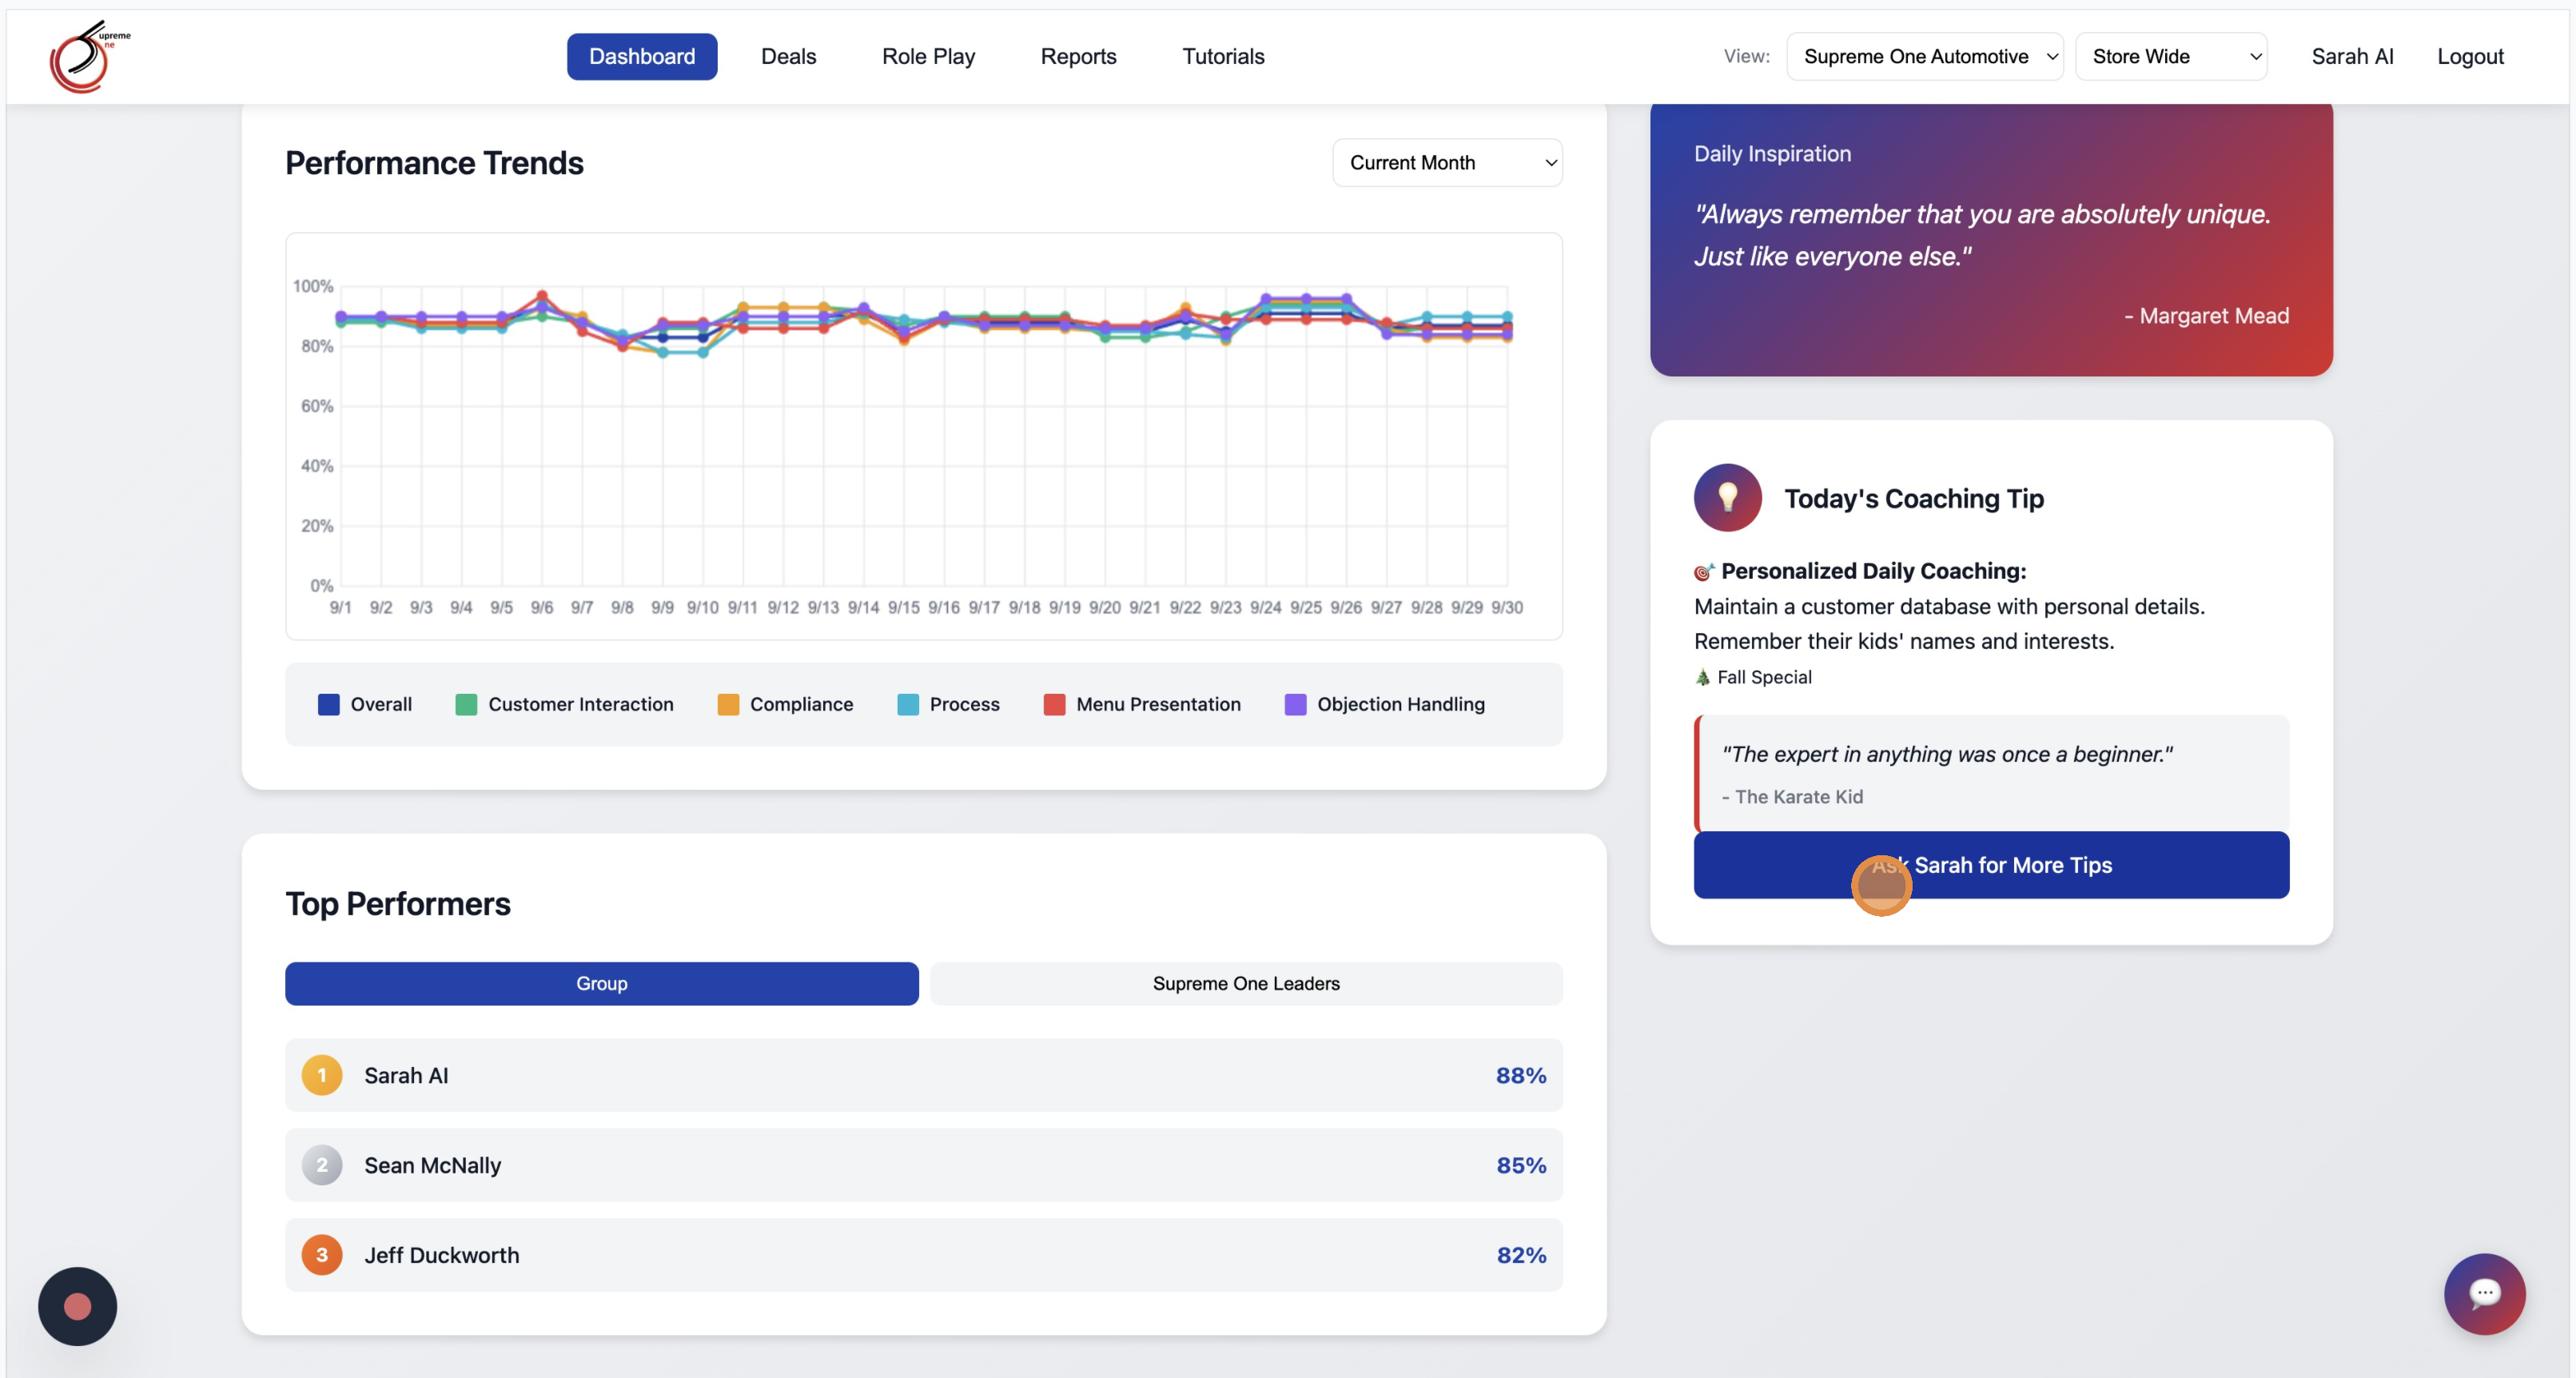 upreme
ne
Dashboard
Deals
Role Play
Reports
Tutorials
View:
Supreme One Automotive
Store Wide
Sarah AI
Logout
Performance Trends
Current Month
100%
80%
60%
40%
20%
0%
9/1 9/2 9/3 9/4 9/5 9/6 9/7 9/8 9/9 9/10 9/11 9/12 9/13 9/14 9/15 9/16 9/17 9/18 9/19 9/20 9/21 9/22 9/23 9/24 9/25 9/26 9/27 9/28 9/29 9/30
Overall
Customer Interaction
Compliance
Process
Menu Presentation
Objection Handling
Top Performers
Group
Supreme One Leaders
1 Sarah AI 88%
2 Sean McNally 85%
3 Jeff Duckworth 82%
Daily Inspiration
"Always remember that you are absolutely unique.
Just like everyone else."
- Margaret Mead
Today's Coaching Tip
Personalized Daily Coaching:
Maintain a customer database with personal details.
Remember their kids' names and interests.
Fall Special
"The expert in anything was once a beginner."
- The Karate Kid
Ask Sarah for More Tips